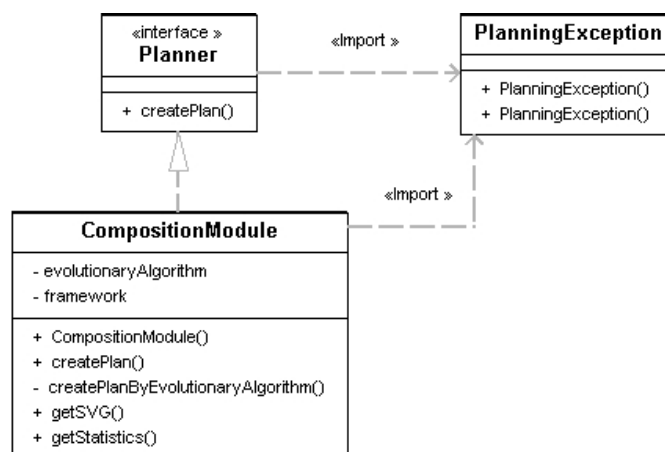 «interface »
Planner
+ createPlan()
«Import »
PlanningException
+ PlanningException()
+ PlanningException()
«Import »
CompositionModule
- evolutionaryAlgorithm
- framework
+ CompositionModule()
+ createPlan()
- createPlanByEvolutionaryAlgorithm()
+ getSVG()
+ getStatistics()